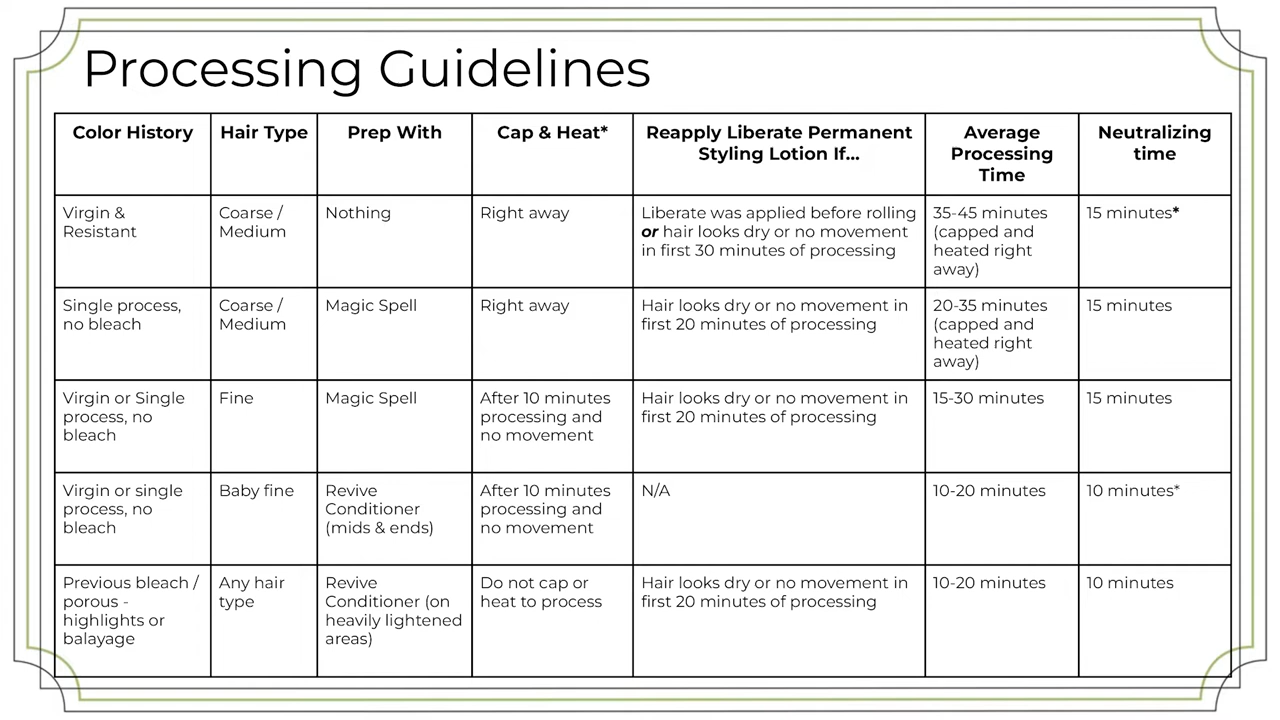 Processing Guidelines
Color History
Hair Type
Prep With
Cap & Heat*
Reapply Liberate Permanent
Styling Lotion If...
Average
Processing
Time
Neutralizing
time
Virgin &
Resistant
Coarse /
Medium
Nothing
Right away
Liberate was applied before rolling
or hair looks dry or no movement
in first 30 minutes of processing
35-45 minutes
(capped and
heated right
away)
15 minutes*
Single process,
no bleach
Coarse /
Medium
Magic Spell
Right away
Hair looks dry or no movement in
first 20 minutes of processing
20-35 minutes
(capped and
heated right
away)
15 minutes
Virgin or Single
process, no
bleach
Fine
Magic Spell
After 10 minutes
processing and
no movement
Hair looks dry or no movement in
first 20 minutes of processing
15-30 minutes
15 minutes
Virgin or single
process, no
bleach
Baby fine
Revive
Conditioner
(mids & ends)
After 10 minutes
processing and
no movement
N/A
10-20 minutes
10 minutes*
Previous bleach /
porous -
highlights or
balayage
Any hair
type
Revive
Conditioner (on
heavily lightened
areas)
Do not cap or
heat to process
Hair looks dry or no movement in
first 20 minutes of processing
10-20 minutes
10 minutes